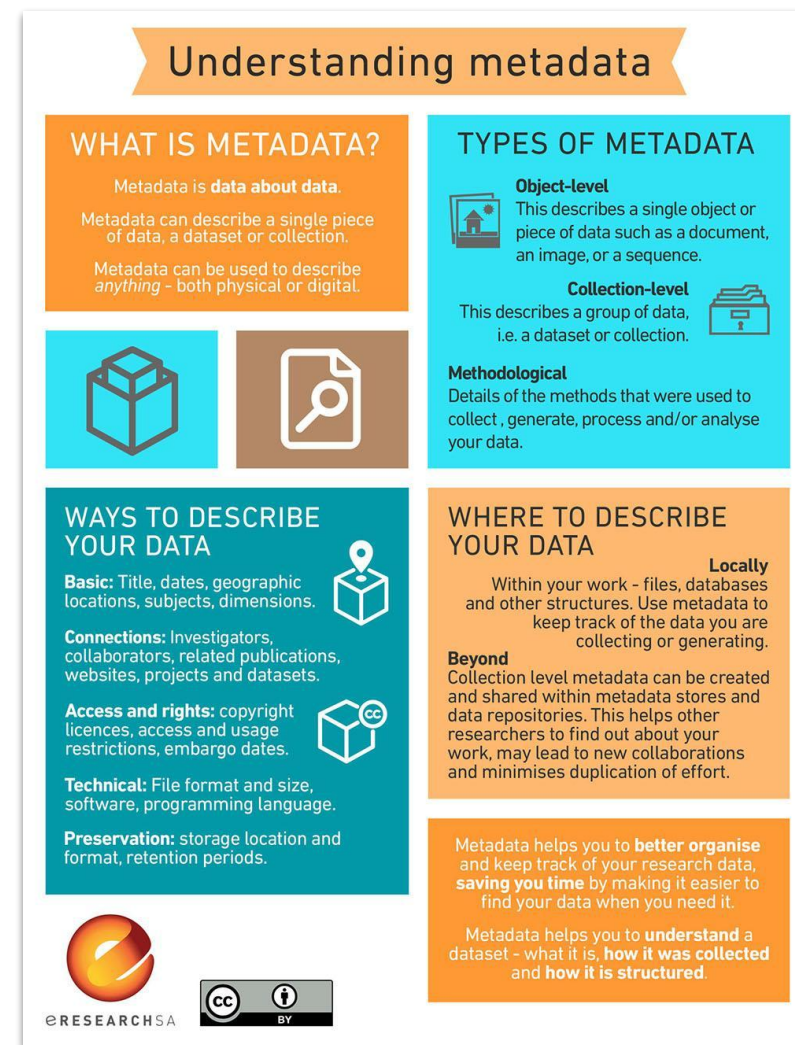 Understanding metadata
WHAT IS METADATA?
Metadata is data about data.
Metadata can describe a single piece
of data, a dataset or collection.
Metadata can be used to describe
anything - both physical or digital.
TYPES OF METADATA
Object-level
This describes a single object or
piece of data such as a document,
an image, or a sequence.
Collection-level
This describes a group of data,
i.e. a dataset or collection.
Methodological
Details of the methods that were used to
collect , generate, process and/or analyse
your data.
WAYS TO DESCRIBE
YOUR DATA
Basic: Title, dates, geographic
locations, subjects, dimensions.
Connections: Investigators,
collaborators, related publications,
websites, projects and datasets.
Access and rights: copyright
licences, access and usage
restrictions, embargo dates.
cc
Technical: File format and size,
software, programming language.
Preservation: storage location and
format, retention periods.
WHERE TO DESCRIBE
YOUR DATA
Locally
Within your work - files, databases
and other structures. Use metadata to
keep track of the data you are
collecting or generating.
Beyond
Collection level metadata can be created
and shared within metadata stores and
data repositories. This helps other
researchers to find out about your
work, may lead to new collaborations
and minimises duplication of effort.
Metadata helps you to better organise
and keep track of your research data,
saving you time by making it easier to
find your data when you need it.
Metadata helps you to understand a
dataset - what it is, how it was collected
and how it is structured.
eRESEARCHSA
cc
BY